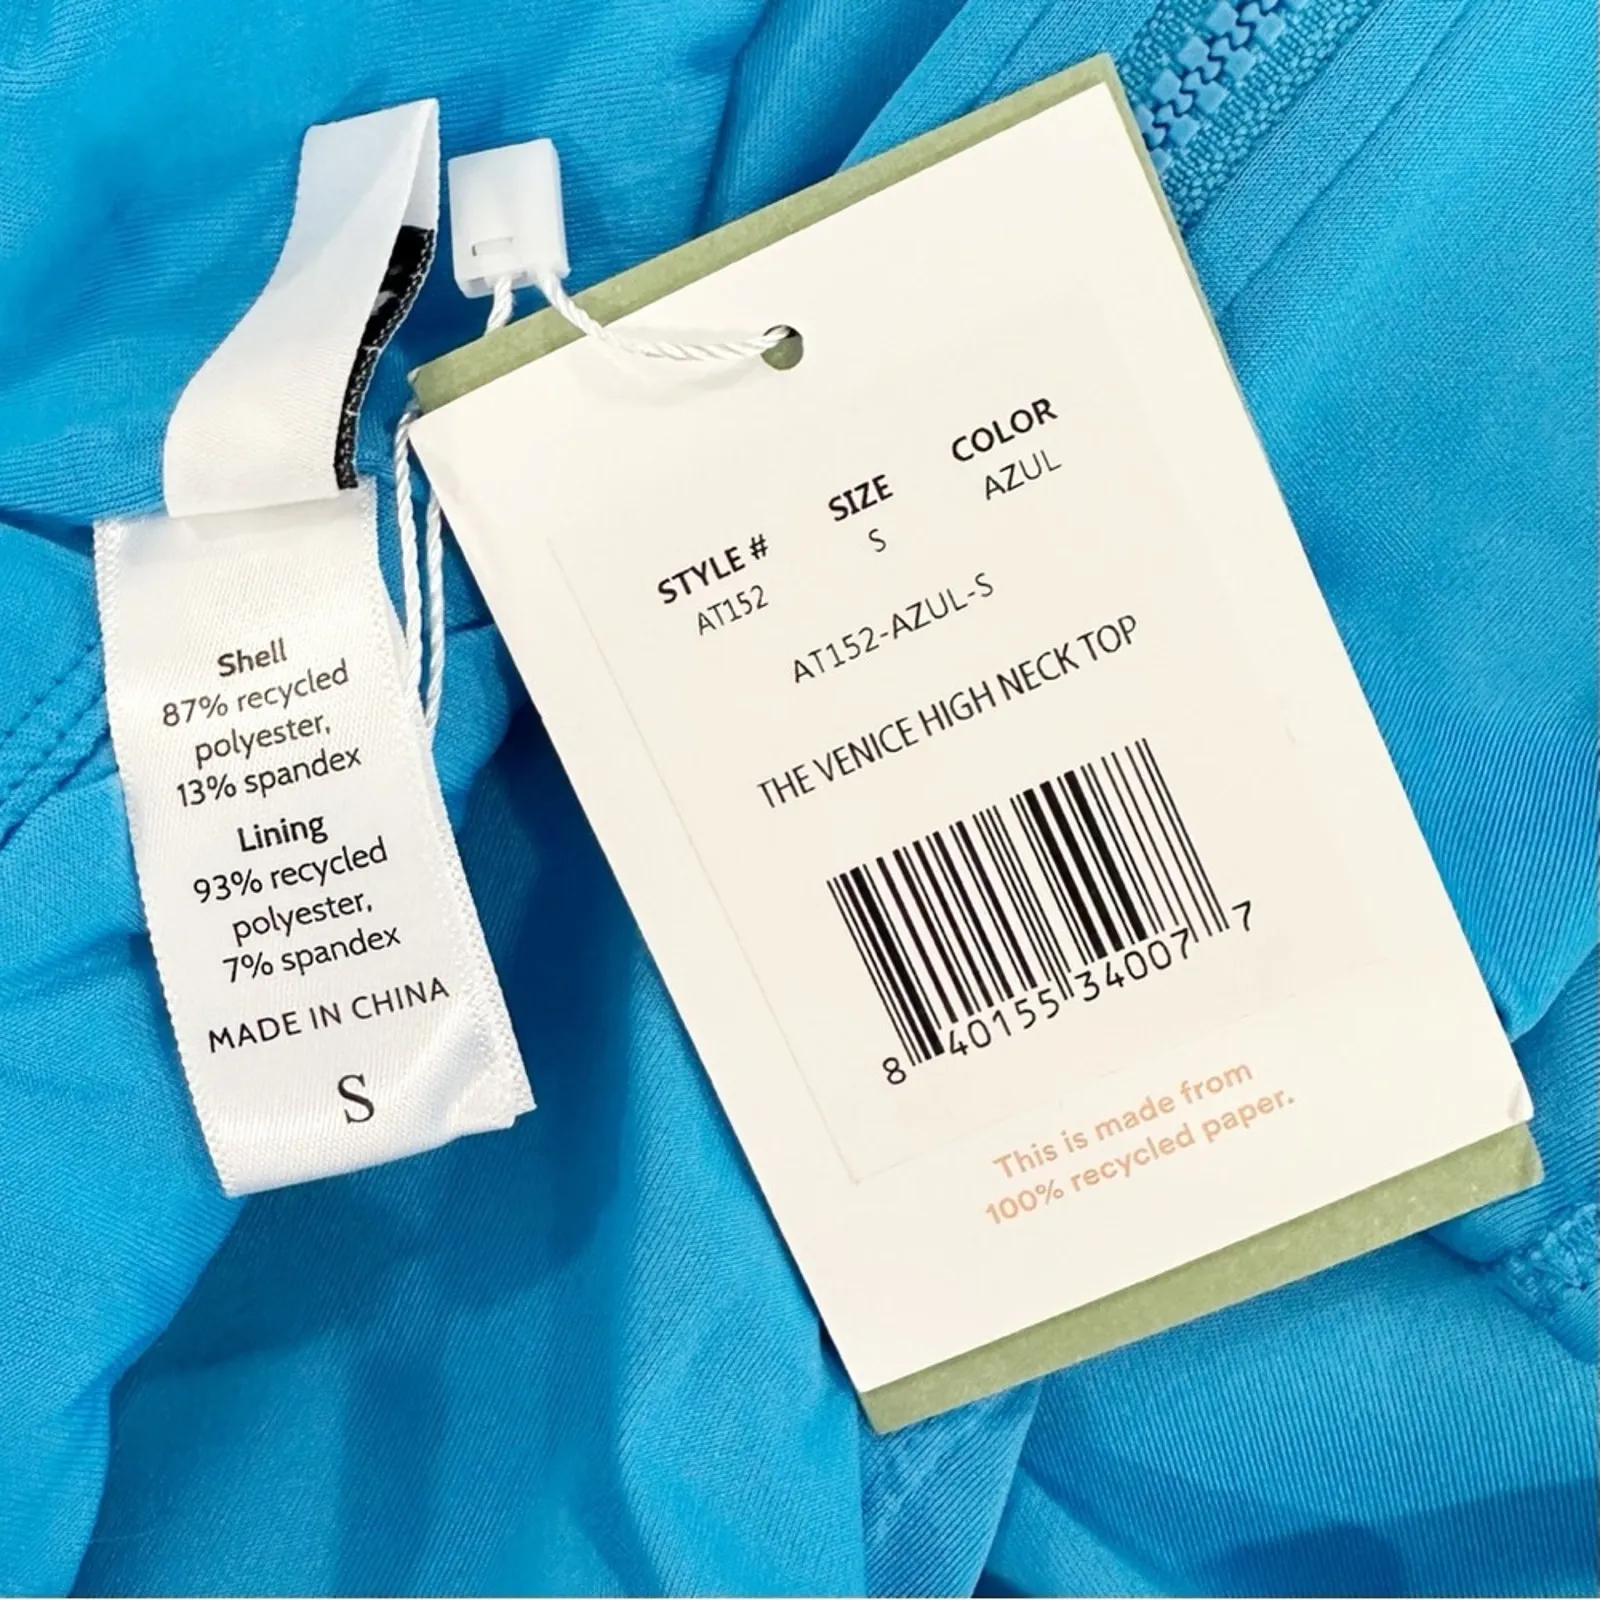 Shell
87% recycled
polyester,
13% spandex
Lining
93% recycled
polyester,
7% spandex
MADE IN CHINA
S
STYLE #
AT152
SIZE
S
COLOR
AZUL
AT152-AZUL-S
THE VENICE HIGH NECK TOP
8 40155 34007 7
This is made from
100% recycled paper.